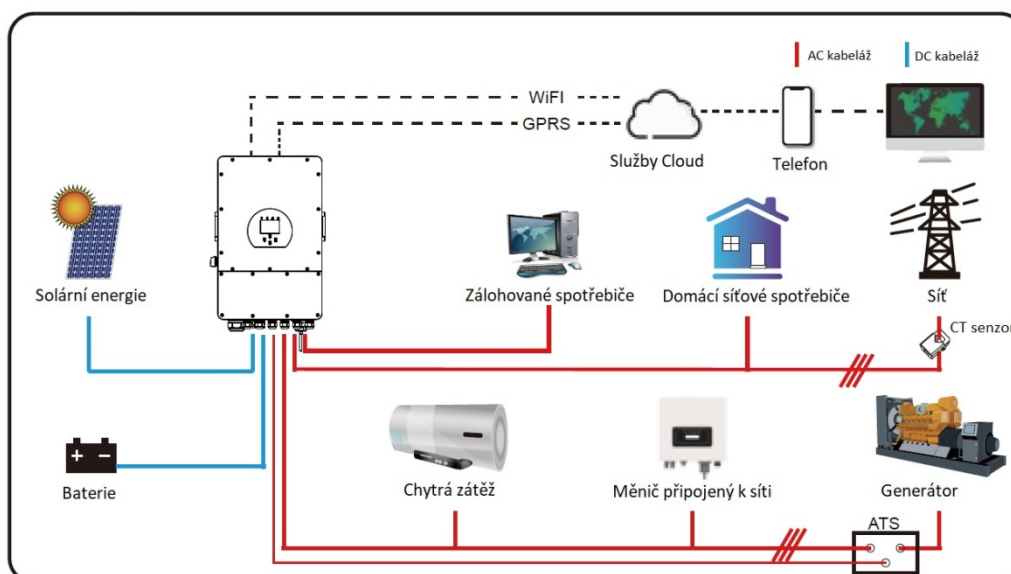 AC kabeláž
DC kabeláž
WiFI
GPRS
Služby Cloud
Telefon
Solární energie
Zálohované spotřebiče
Domácí síťové spotřebiče
Síť
CT senzor
Baterie
Chytrá zátěž
Měnič připojený k síti
Generátor
ATS